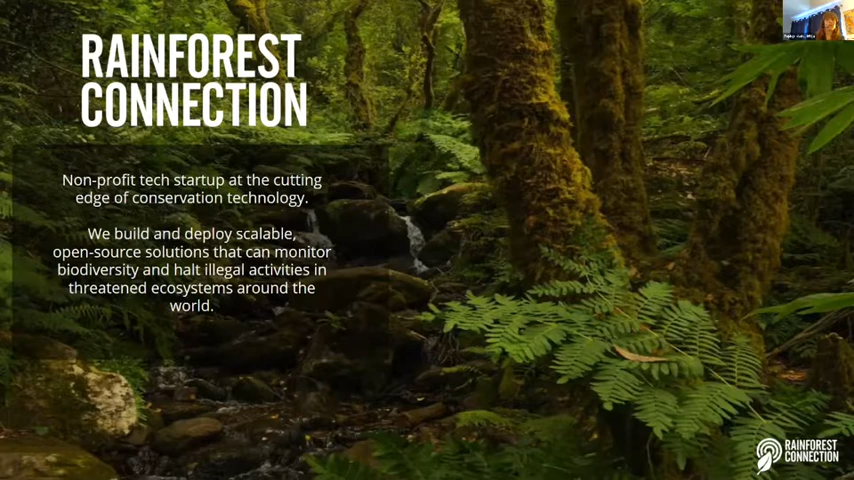 RAINFOREST
CONNECTION
Non-profit tech startup at the cutting
edge of conservation technology.
We build and deploy scalable,
open-source solutions that can monitor
biodiversity and halt illegal activities in
threatened ecosystems around the
world.
RAINFOREST
CONNECTION